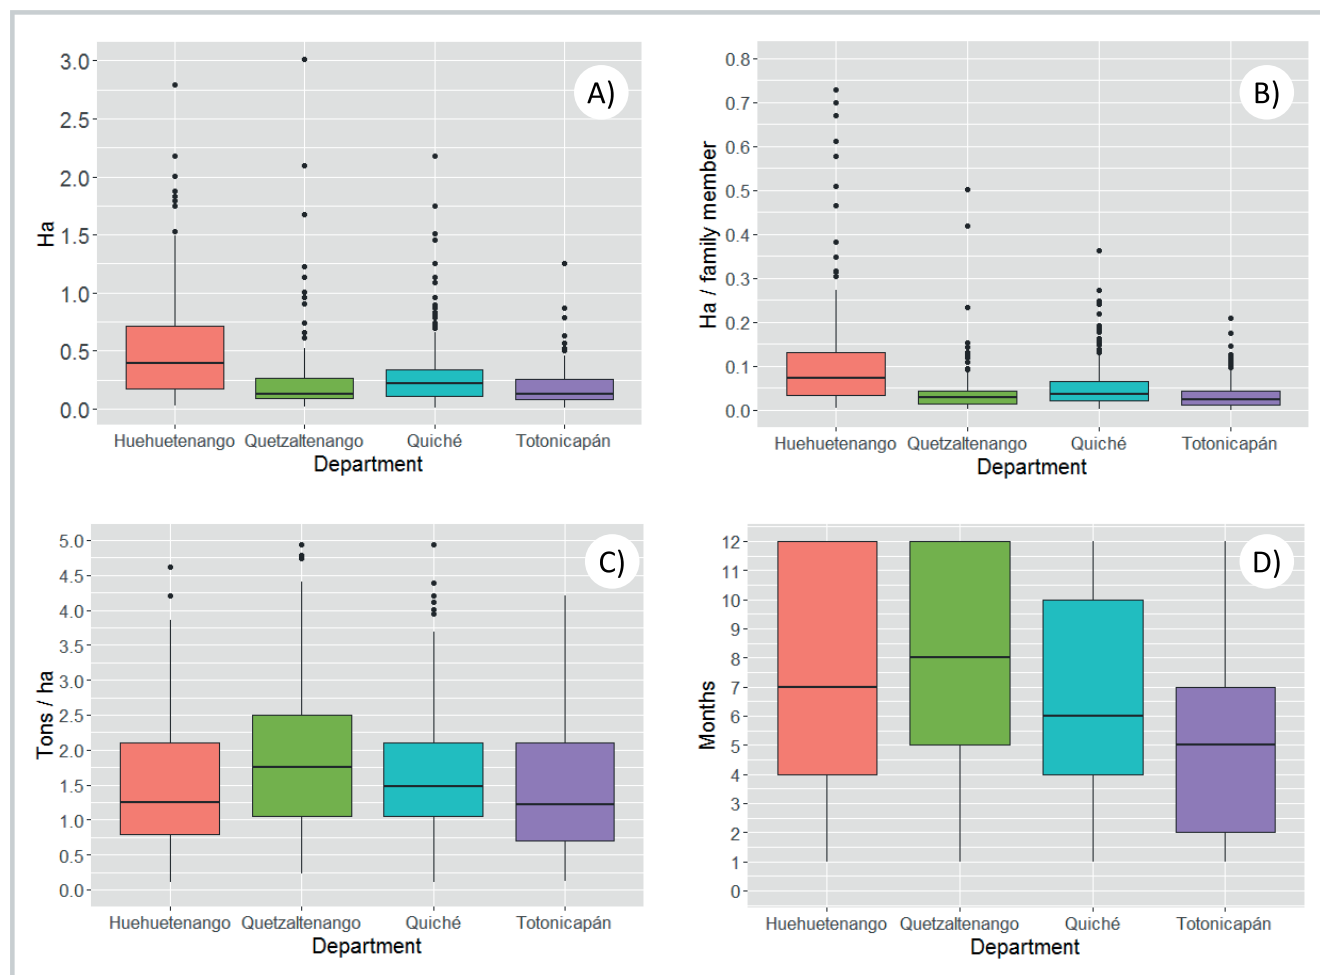 A)
Ha
3.0
2.5
2.0
1.5
1.0
0.5
0.0
Huehuetenango Quetzaltenango Quiché Totonicapán
Department
B)
Ha / family member
0.8
0.7
0.6
0.5
0.4
0.3
0.2
0.1
0.0
Huehuetenango Quetzaltenango Quiché Totonicapán
Department
C)
Tons / ha
5.0
4.5
4.0
3.5
3.0
2.5
2.0
1.5
1.0
0.5
0.0
Huehuetenango Quetzaltenango Quiché Totonicapán
Department
D)
Months
12
11
10
9
8
7
6
5
4
3
2
1
0
Huehuetenango Quetzaltenango Quiché Totonicapán
Department